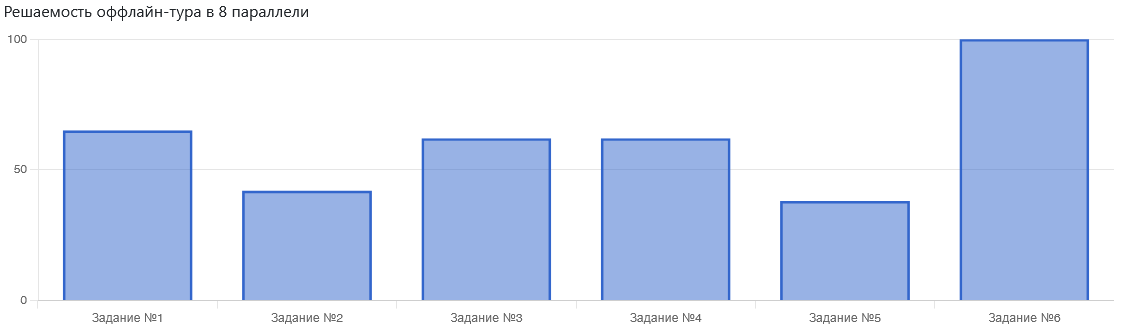 Решаемость оффлайн-тура в 8 параллели
100
50
0
Задание №1
Задание №2
Задание №3
Задание №4
Задание №5
Задание №6